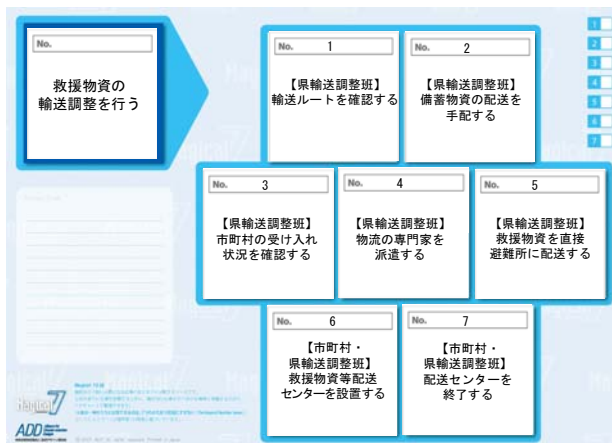 No.
救援物資の
輸送調整を行う
No. 1
【県輸送調整班】
輸送ルートを確認する
No. 2
【県輸送調整班】
備蓄物資の配送を
手配する
No. 3
【県輸送調整班】
市町村の受け入れ
状況を確認する
No. 4
【県輸送調整班】
物流の専門家を
派遣する
No. 5
【県輸送調整班】
救援物資を直接
避難所に配送する
No. 6
【市町村・
県輸送調整班】
救援物資等配送
センターを設置する
No. 7
【市町村・
県輸送調整班】
配送センターを
終了する
1
2
3
4
5
6
7
Magical 7
ADD